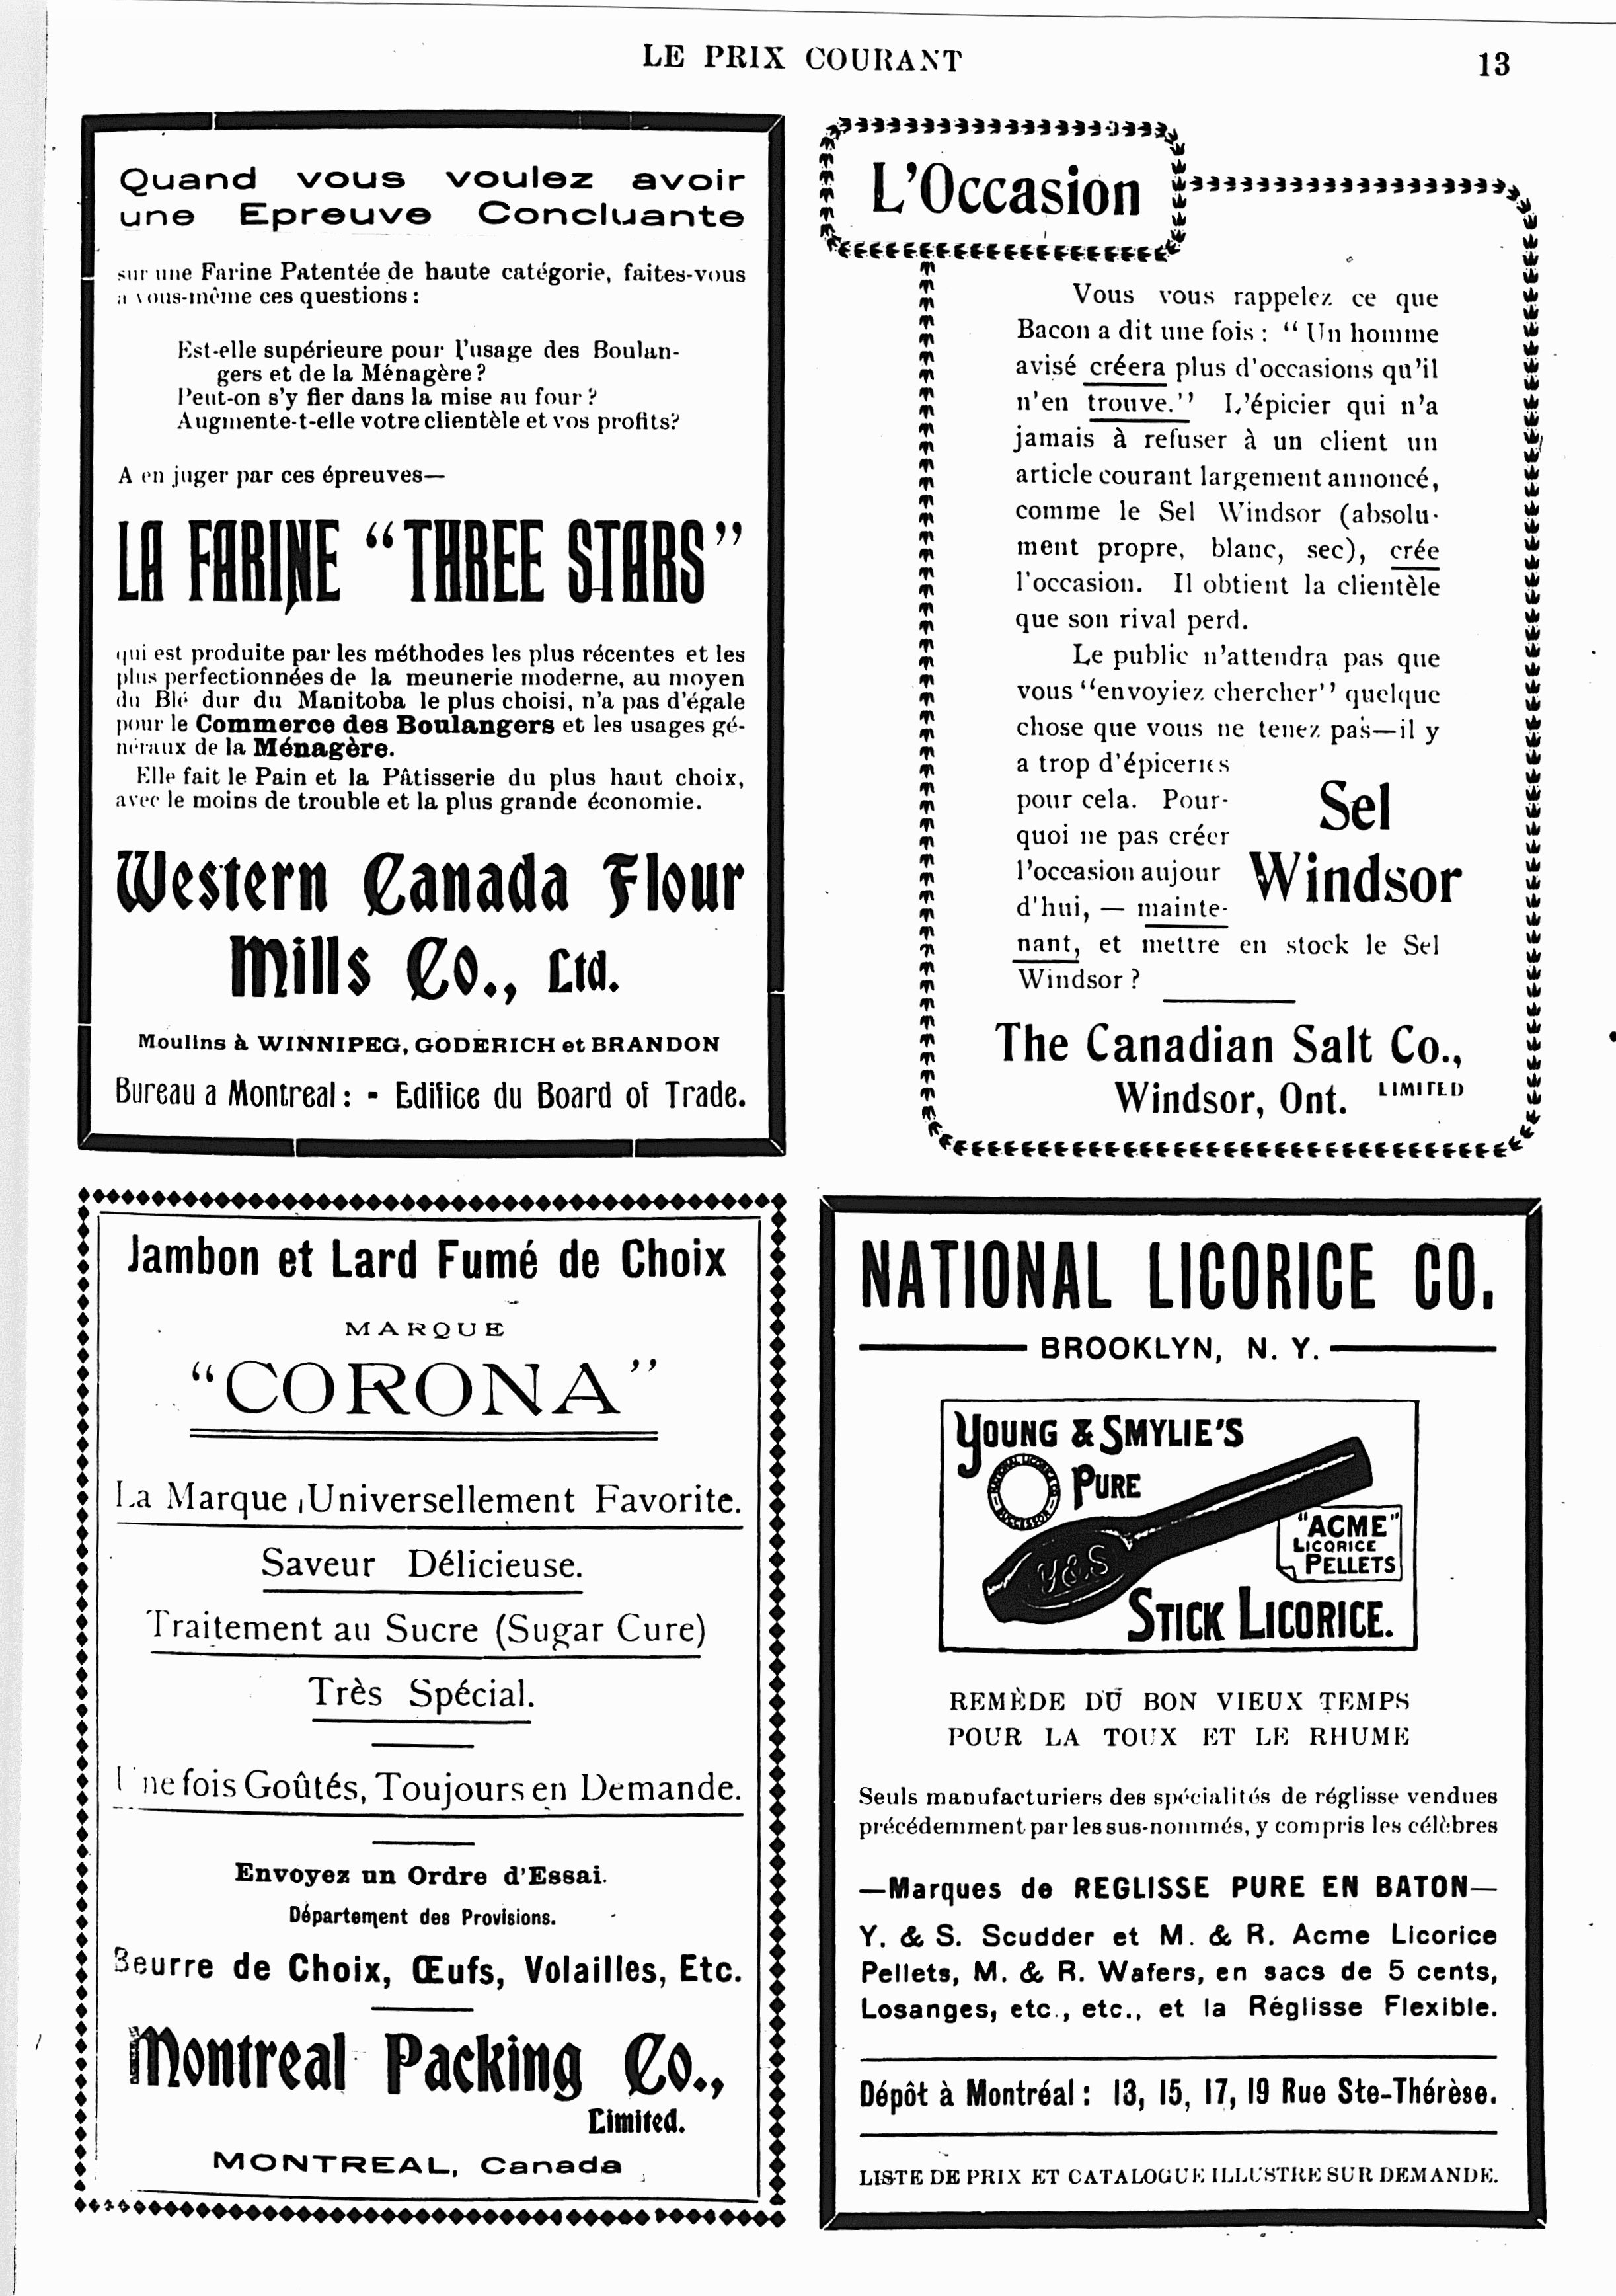 LE PRIX COURANT
13
Quand vous voulez avoir
une Epreuve Concluante
sur une Farine Patentée de haute catégorie, faites-vous
a vous-même ces questions :
Est-elle supérieure pour l'usage des Boulan-
gers et de la Ménagère ?
Peut-on s'y fier dans la mise au four ?
Augmente-t-elle votre clientèle et vos profits?
A en juger par ces épreuves—
LA FARINE “THREE STARS”
qui est produite par les méthodes les plus récentes et les
plus perfectionnées de la meunerie moderne, au moyen
du Blé dur du Manitoba le plus choisi, n'a pas d'égale
pour le Commerce des Boulangers et les usages gé-
néraux de la Ménagère.
Elle fait le Pain et la Pâtisserie du plus haut choix,
avec le moins de trouble et la plus grande économie.
Western Canada Flour
Mills Co., Ltd.
Moulins à WINNIPEG, GODERICH et BRANDON
Bureau a Montreal : - Edifice du Board of Trade.
L'Occasion
Vous vous rappelez ce que
Bacon a dit une fois : “ Un homme
avisé créera plus d'occasions qu'il
n'en trouve.'' L'épicier qui n'a
jamais à refuser à un client un
article courant largement annoncé,
comme le Sel Windsor (absolu-
ment propre, blanc, sec), crée
l'occasion. Il obtient la clientèle
que son rival perd.
Le public n'attendra pas que
vous “envoyiez chercher'' quelque
chose que vous ne tenez pas—il y
a trop d'épiceries
pour cela. Pour-
quoi ne pas créer
l'occasion aujour
d'hui, — mainte-
nant, et mettre en stock le Sel
Windsor ?
Sel
Windsor
The Canadian Salt Co.,
Windsor, Ont. LIMITED
Jambon et Lard Fumé de Choix
MARQUE
“CORONA”
La Marque Universellement Favorite.
Saveur Délicieuse.
Traitement au Sucre (Sugar Cure)
Très Spécial.
Une fois Goûtés, Toujours en Demande.
Envoyez un Ordre d'Essai.
Département des Provisions.
Beurre de Choix, Œufs, Volailles, Etc.
Montreal Packing Co.,
Limited.
MONTREAL, Canada
NATIONAL LICORICE CO.
BROOKLYN, N. Y.
YOUNG & SMYLIE'S
NATIONAL LICORICE CO SUCCESSOR
PURE
Y&S
"ACME"
LICORICE
PELLETS
STICK LICORICE.
REMÈDE DU BON VIEUX TEMPS
POUR LA TOUX ET LE RHUME
Seuls manufacturiers des spécialités de réglisse vendues
précédemment par les sus-nommés, y compris les célèbres
—Marques de REGLISSE PURE EN BATON—
Y. & S. Scudder et M. & R. Acme Licorice
Pellets, M. & R. Wafers, en sacs de 5 cents,
Losanges, etc., etc., et la Réglisse Flexible.
Dépôt à Montréal : 13, 15, 17, 19 Rue Ste-Thérèse.
LISTE DE PRIX ET CATALOGUE ILLUSTRE SUR DEMANDE.